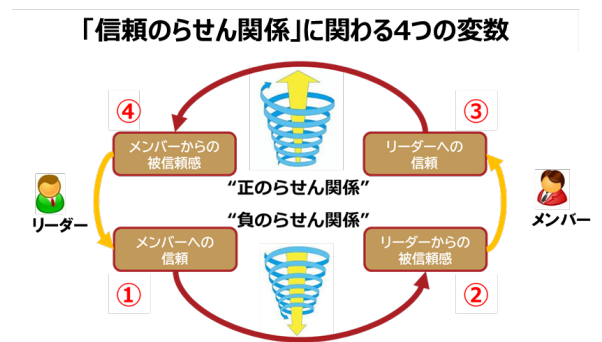 「信頼のらせん関係」に関わる4つの変数
④
③
メンバーからの
被信頼感
リーダーへの
信頼
“正のらせん関係”
リーダー
メンバー
“負のらせん関係”
メンバーへの
信頼
リーダーからの
被信頼感
①
②